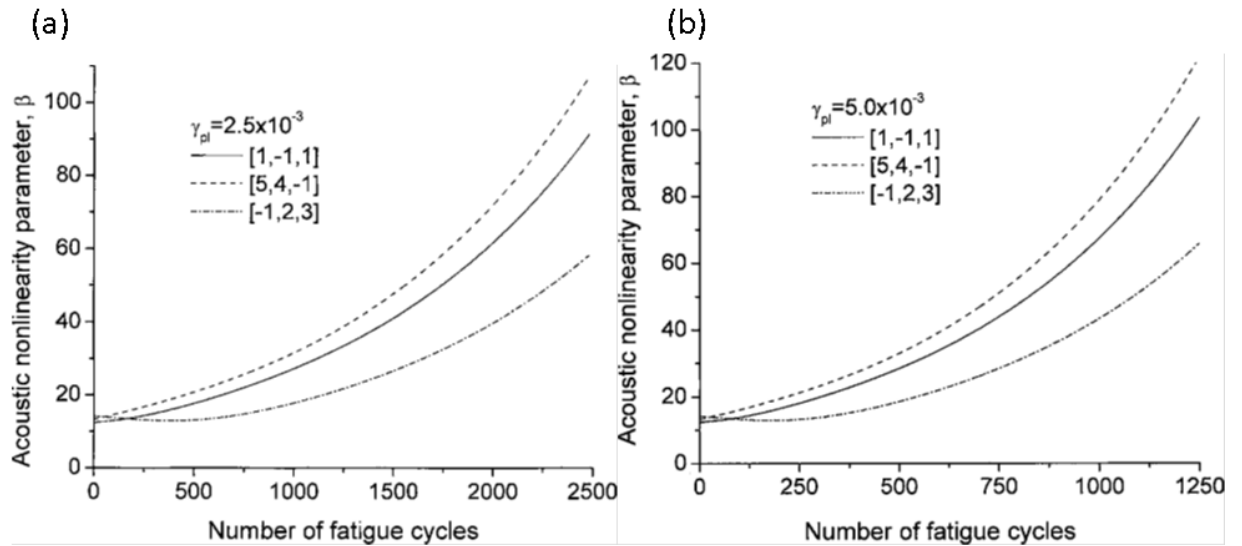 (a)
Acoustic nonlinearity parameter, β
100
80
60
40
20
0
γpl=2.5x10-3
[1,-1,1]
[5,4,-1]
[-1,2,3]
0 500 1000 1500 2000 2500
Number of fatigue cycles
(b)
Acoustic nonlinearity parameter, β
120
100
80
60
40
20
0
γpl=5.0x10-3
[1,-1,1]
[5,4,-1]
[-1,2,3]
0 250 500 750 1000 1250
Number of fatigue cycles